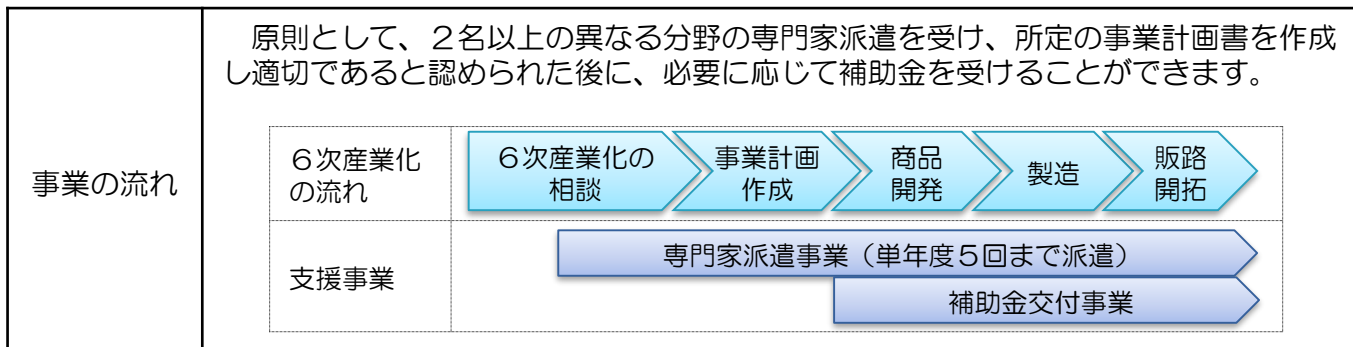 事業の流れ
　原則として、２名以上の異なる分野の専門家派遣を受け、所定の事業計画書を作成
し適切であると認められた後に、必要に応じて補助金を受けることができます。
６次産業化
の流れ
６次産業化の
相談
事業計画
作成
商品
開発
製造
販路
開拓
支援事業
専門家派遣事業（単年度５回まで派遣）
補助金交付事業